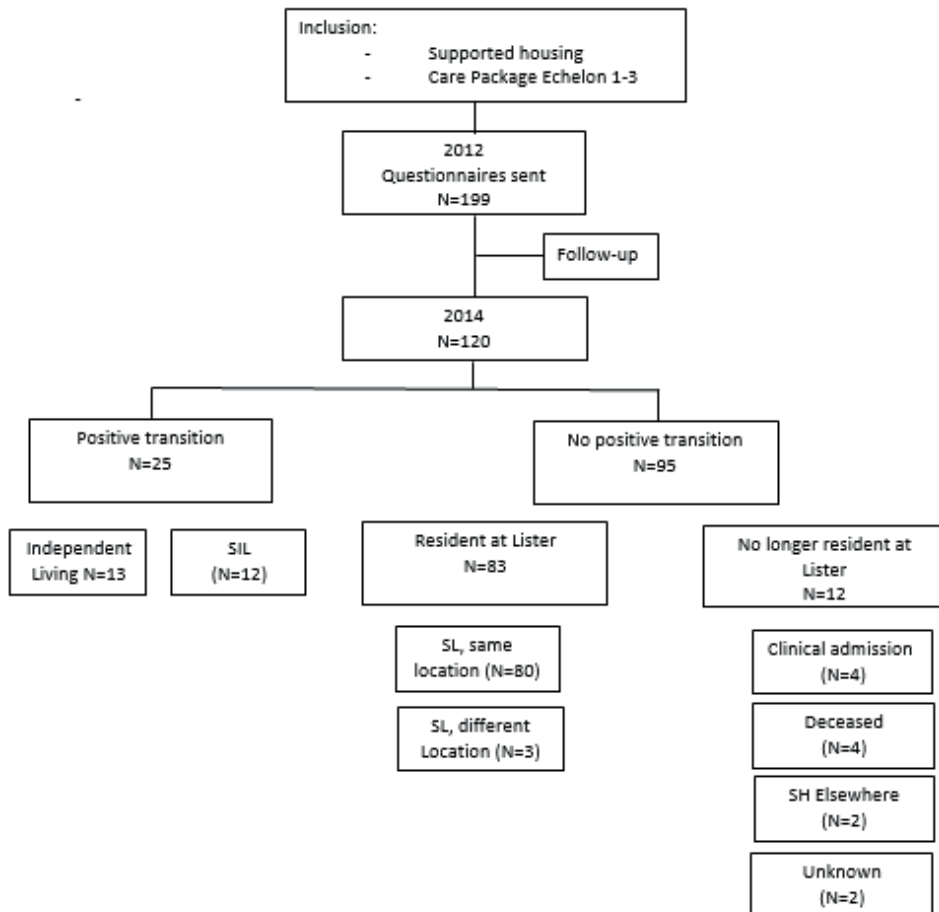 Inclusion:
- Supported housing
- Care Package Echelon 1-3
-
2012
Questionnaires sent
N=199
Follow-up
2014
N=120
Positive transition
N=25
No positive transition
N=95
Independent
Living N=13
SIL
(N=12)
Resident at Lister
N=83
No longer resident at
Lister
N=12
SL, same
location (N=80)
SL, different
Location (N=3)
Clinical admission
(N=4)
Deceased
(N=4)
SH Elsewhere
(N=2)
Unknown
(N=2)